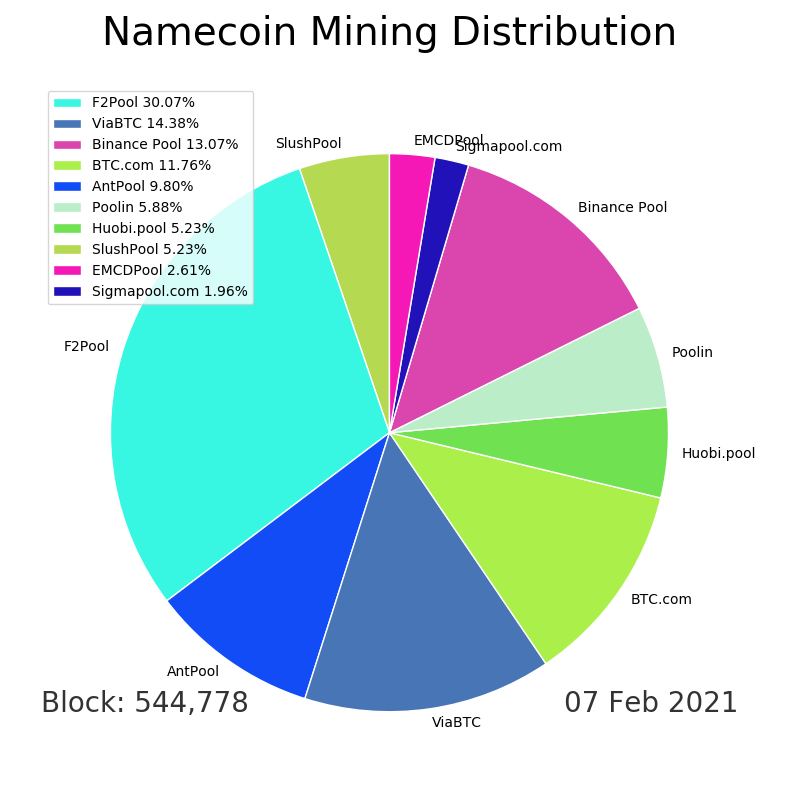 Namecoin Mining Distribution
F2Pool 30.07%
ViaBTC 14.38%
Binance Pool 13.07%
BTC.com 11.76%
AntPool 9.80%
Poolin 5.88%
Huobi.pool 5.23%
SlushPool 5.23%
EMCDPool 2.61%
Sigmapool.com 1.96%
SlushPool
EMCDPool
Sigmapool.com
Binance Pool
F2Pool
Poolin
Huobi.pool
BTC.com
AntPool
ViaBTC
Block: 544,778
07 Feb 2021